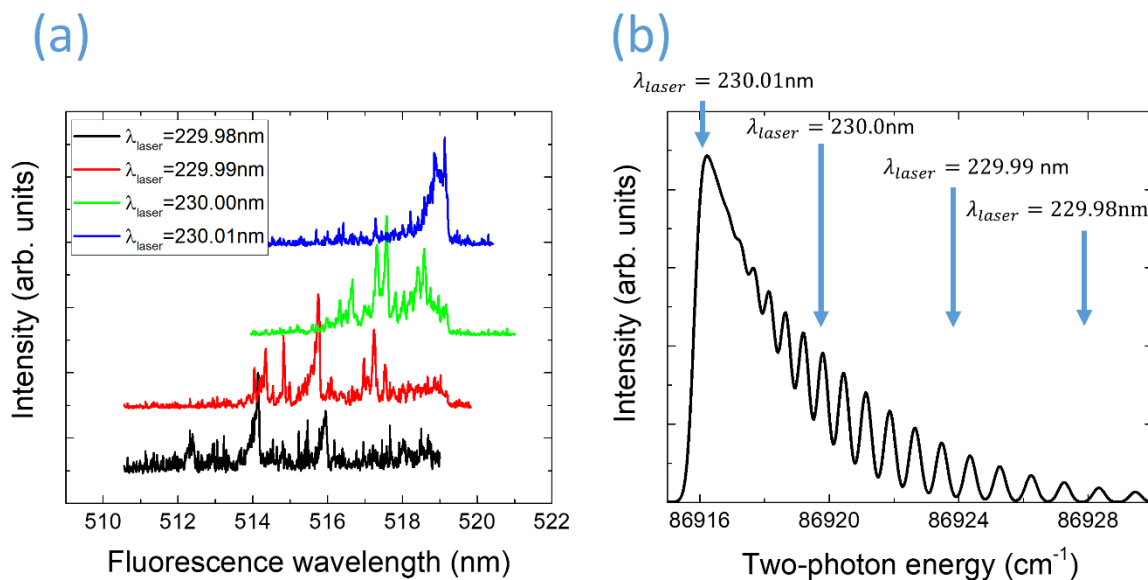 (a)
Intensity (arb. units)
λlaser=229.98nm
λlaser=229.99nm
λlaser=230.00nm
λlaser=230.01nm
510 512 514 516 518 520 522
Fluorescence wavelength (nm)
(b)
Intensity (arb. units)
λlaser = 230.01nm
λlaser = 230.0nm
λlaser = 229.99 nm
λlaser = 229.98nm
86916 86920 86924 86928
Two-photon energy (cm⁻¹)